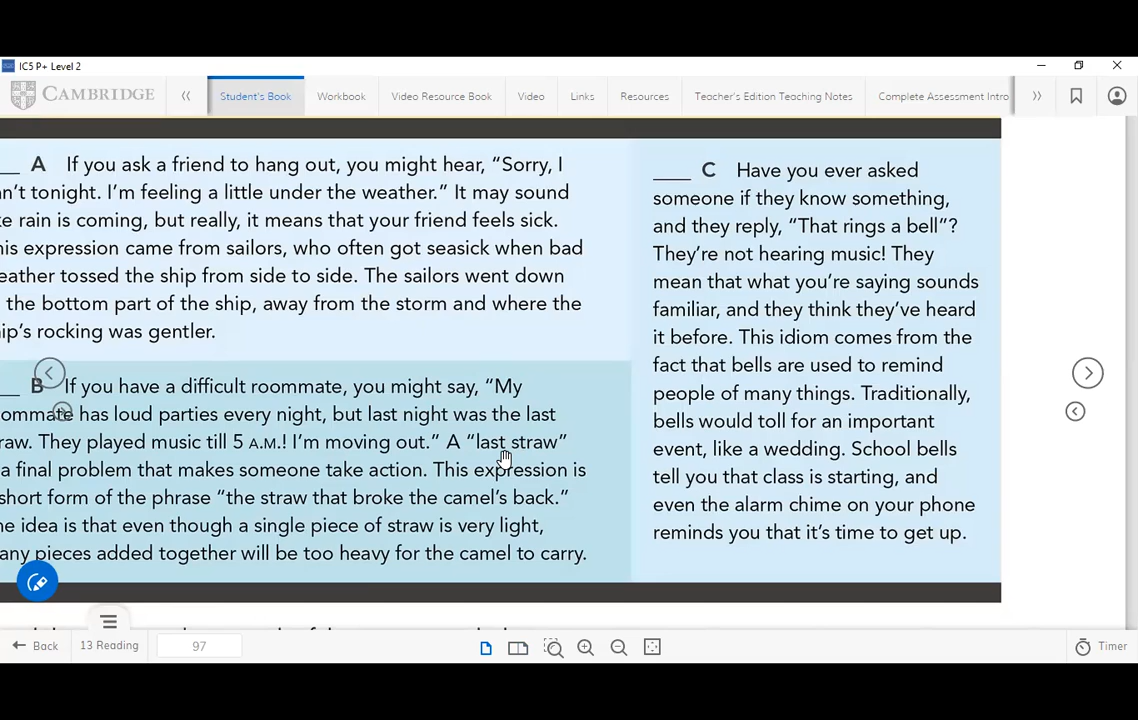 IC5 P+ Level 2
CAMBRIDGE
Student's Book
Workbook
Video Resource Book
Video
Links
Resources
Teacher's Edition Teaching Notes
Complete Assessment Intro
A If you ask a friend to hang out, you might hear, “Sorry, I
n't tonight. I'm feeling a little under the weather.” It may sound
e rain is coming, but really, it means that your friend feels sick.
his expression came from sailors, who often got seasick when bad
eather tossed the ship from side to side. The sailors went down
the bottom part of the ship, away from the storm and where the
ip's rocking was gentler.
B If you have a difficult roommate, you might say, “My
ommate has loud parties every night, but last night was the last
raw. They played music till 5 A.M.! I'm moving out.” A “last straw”
a final problem that makes someone take action. This expression is
short form of the phrase “the straw that broke the camel's back.”
he idea is that even though a single piece of straw is very light,
any pieces added together will be too heavy for the camel to carry.
C Have you ever asked
someone if they know something,
and they reply, “That rings a bell”?
They're not hearing music! They
mean that what you're saying sounds
familiar, and they think they've heard
it before. This idiom comes from the
fact that bells are used to remind
people of many things. Traditionally,
bells would toll for an important
event, like a wedding. School bells
tell you that class is starting, and
even the alarm chime on your phone
reminds you that it's time to get up.
Back
13 Reading
97
Timer